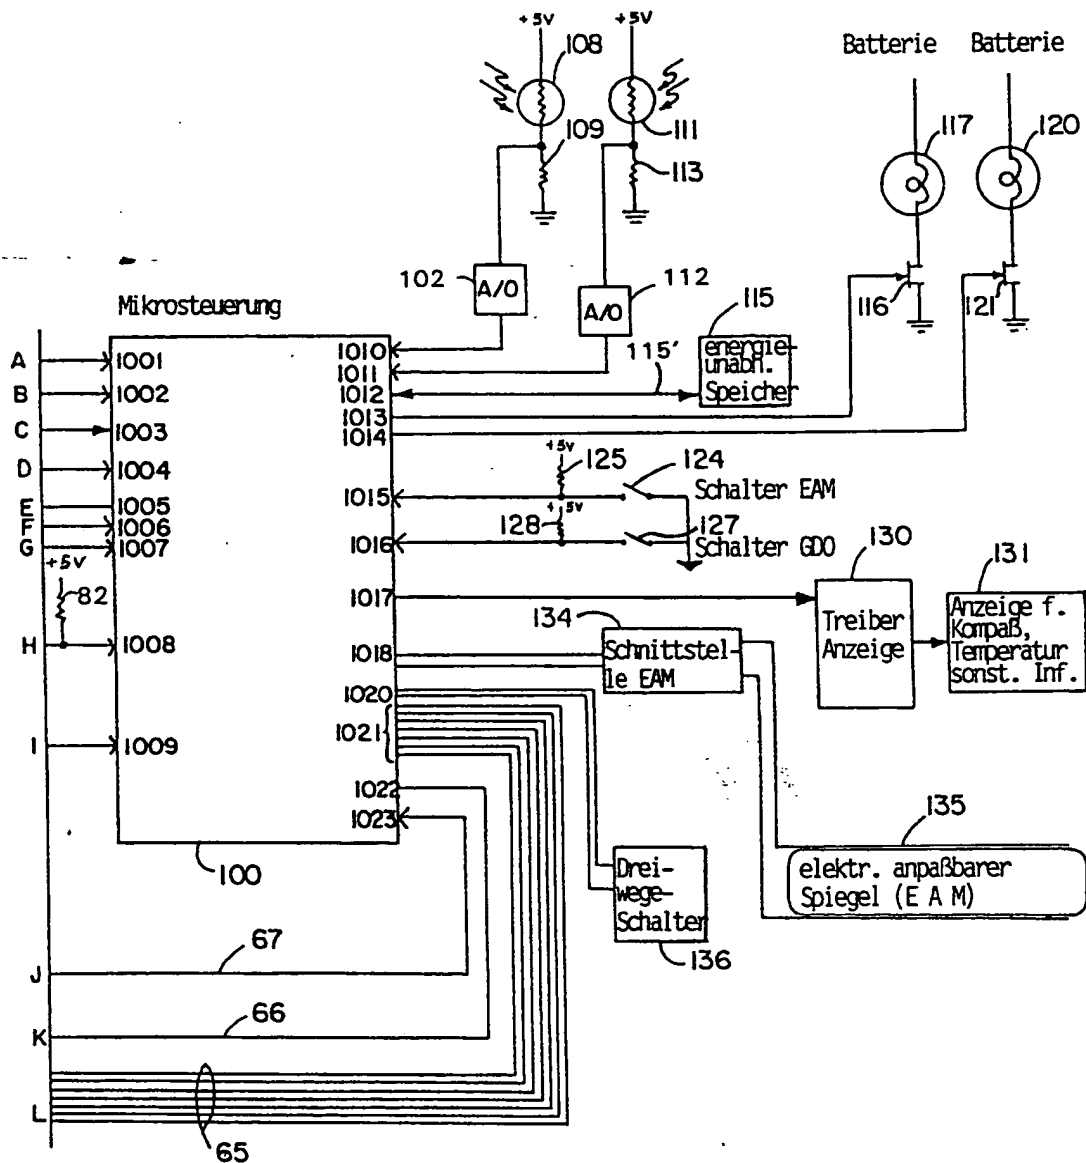 +5V
+5V
108
109
111
113
Batterie
Batterie
117
120
116
121
102
A/O
A/O
112
115
115'
energie-
unabh.
Speicher
Mikrosteuerung
A
B
C
D
E
F
G
H
I
J
K
L
+5V
82
1001
1002
1003
1004
1005
1006
1007
1008
1009
1010
1011
1012
1013
1014
1015
1016
1017
1018
1020
1021
1022
1023
100
+5V
125
124
Schalter EAM
+5V
128
127
Schalter GDO
130
Treiber
Anzeige
131
Anzeige f.
Kompaß,
Temperatur
sonst. Inf.
134
Schnittstel-
le EAM
135
elektr. anpaßbarer
Spiegel (E A M)
Drei-
wege-
Schalter
136
67
66
65